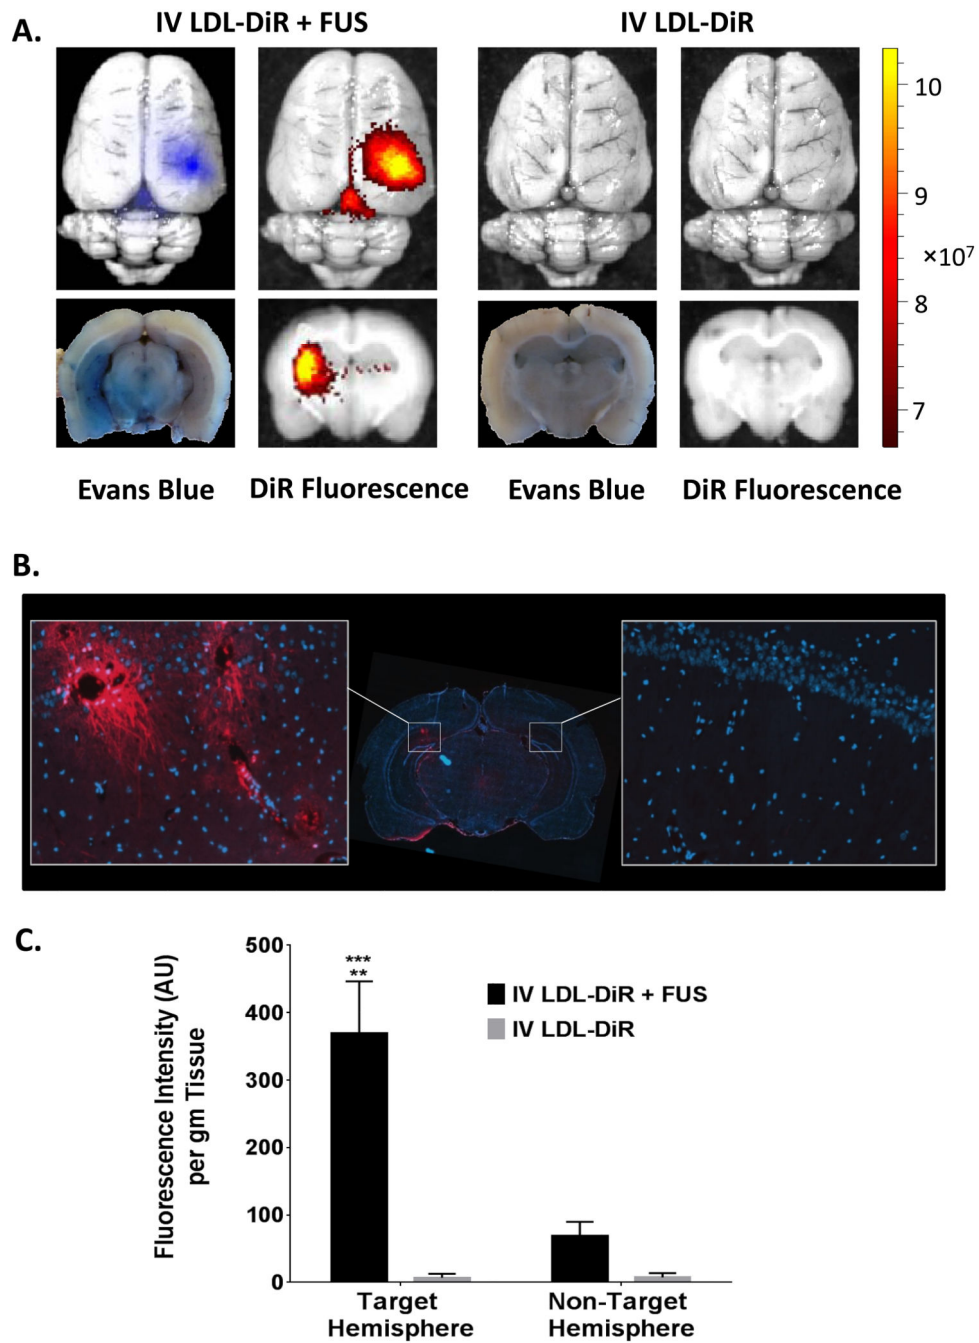 A.
IV LDL-DiR + FUS
IV LDL-DiR
10
9
×10⁷
8
7
Evans Blue
DiR Fluorescence
Evans Blue
DiR Fluorescence
B.
C.
Fluorescence Intensity (AU)
per gm Tissue
500
400
300
200
100
0
***
**
IV LDL-DiR + FUS
IV LDL-DiR
Target
Hemisphere
Non-Target
Hemisphere